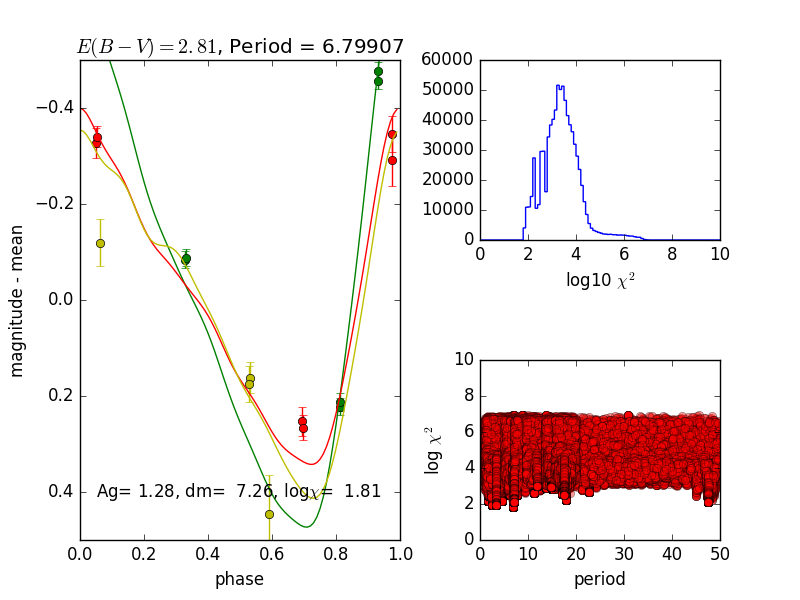 E(B − V) = 2.81, Period = 6.79907
magnitude - mean
−0.4
−0.2
0.0
0.2
0.4
Ag= 1.28, dm=  7.26, logχ=  1.81
0.0 0.2 0.4 0.6 0.8 1.0
phase
60000
50000
40000
30000
20000
10000
0
0 2 4 6 8 10
log10 χ²
log χ²
10
8
6
4
2
0
0 10 20 30 40 50
period